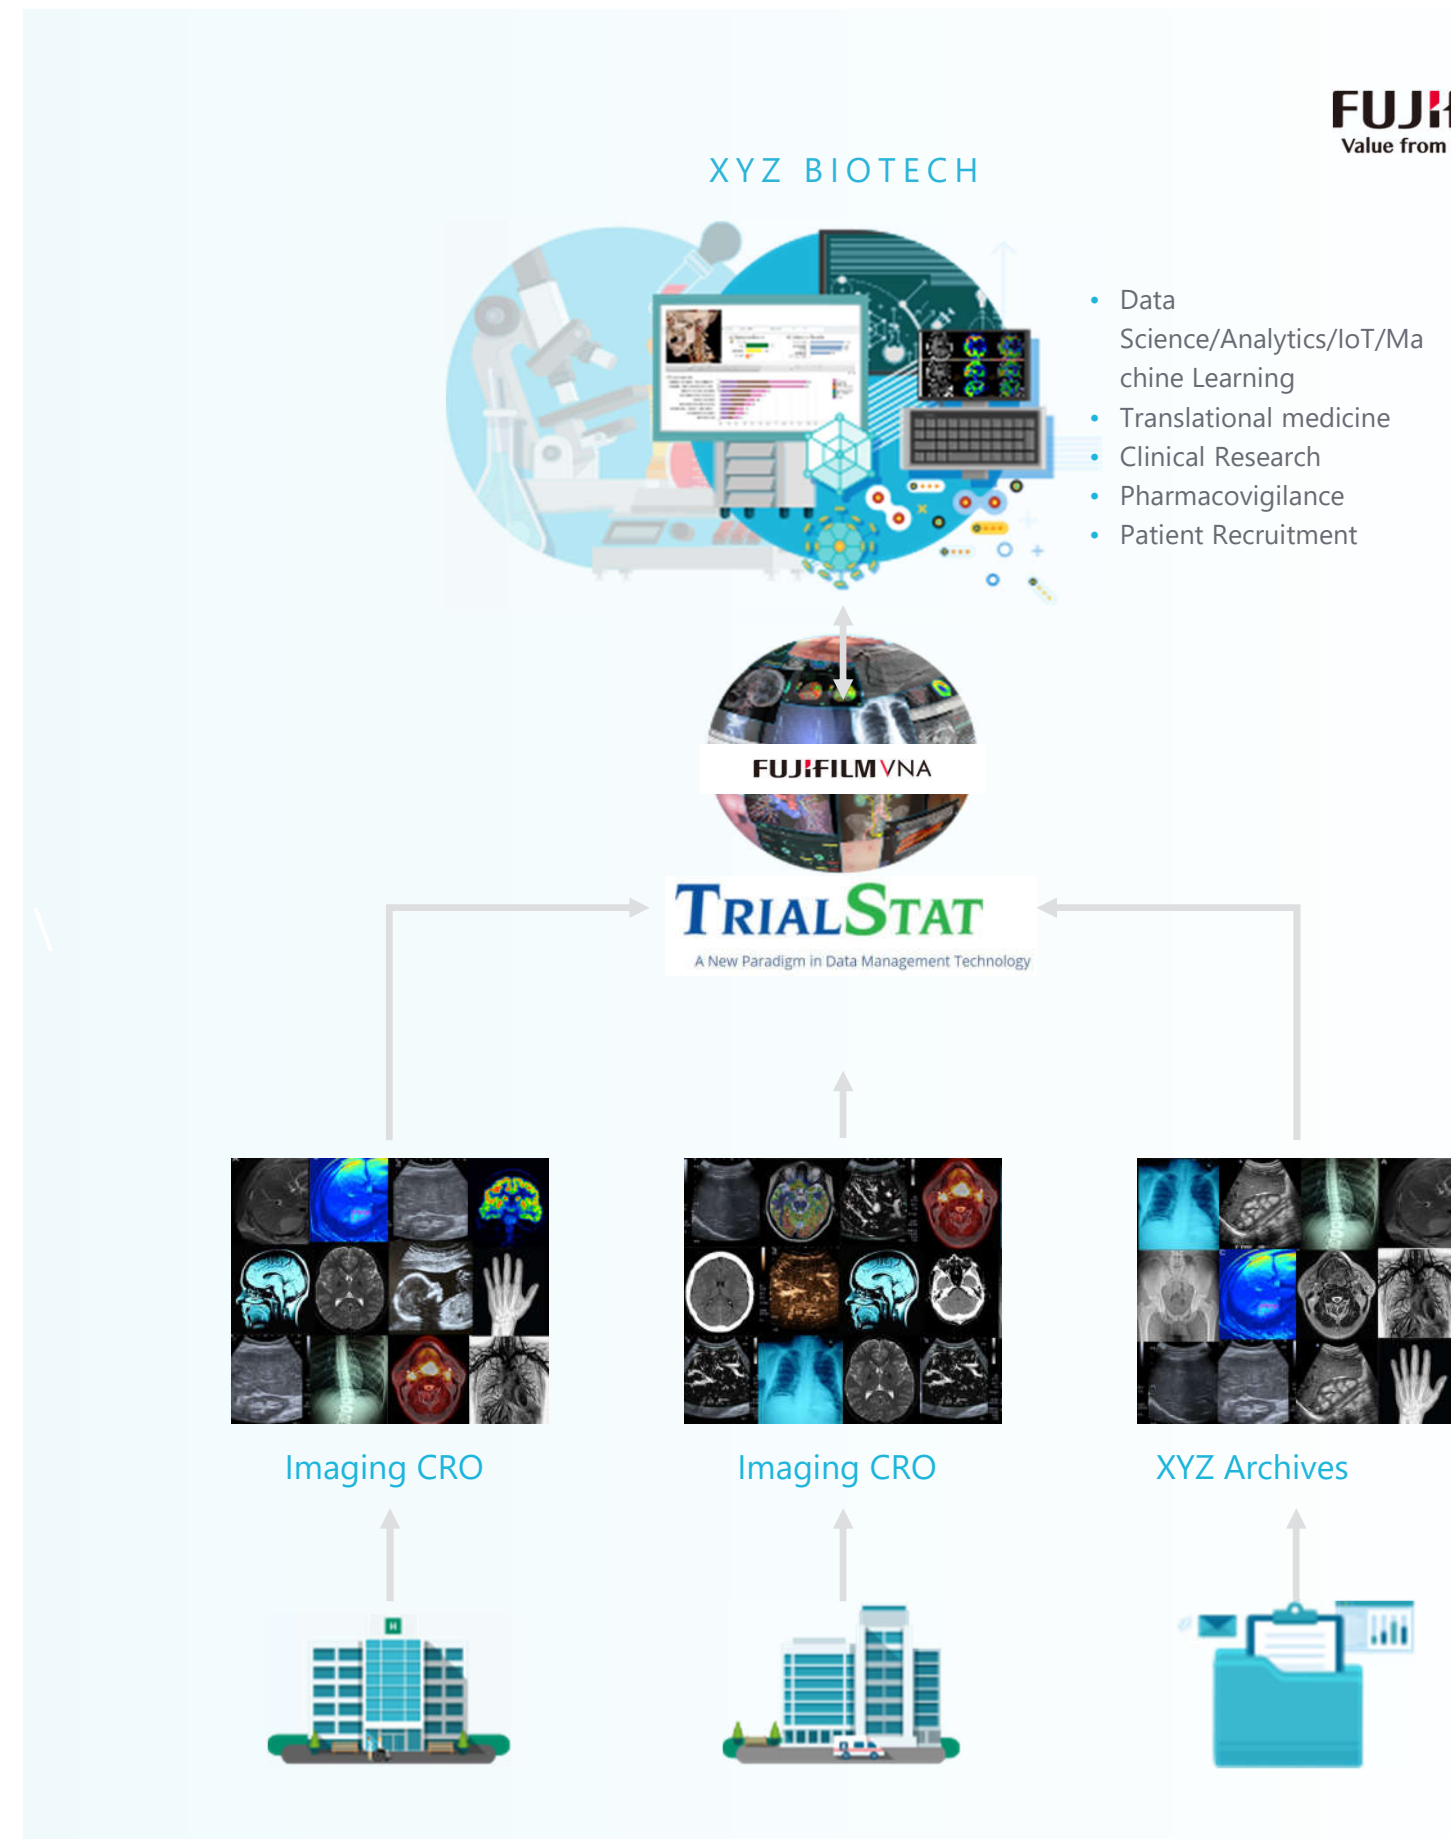 FUJIF
Value from
XYZ BIOTECH
• Data
Science/Analytics/IoT/Ma
chine Learning
• Translational medicine
• Clinical Research
• Pharmacovigilance
• Patient Recruitment
FUJIFILM VNA
TRIALSTAT
A New Paradigm in Data Management Technology
\
Imaging CRO
Imaging CRO
XYZ Archives
H